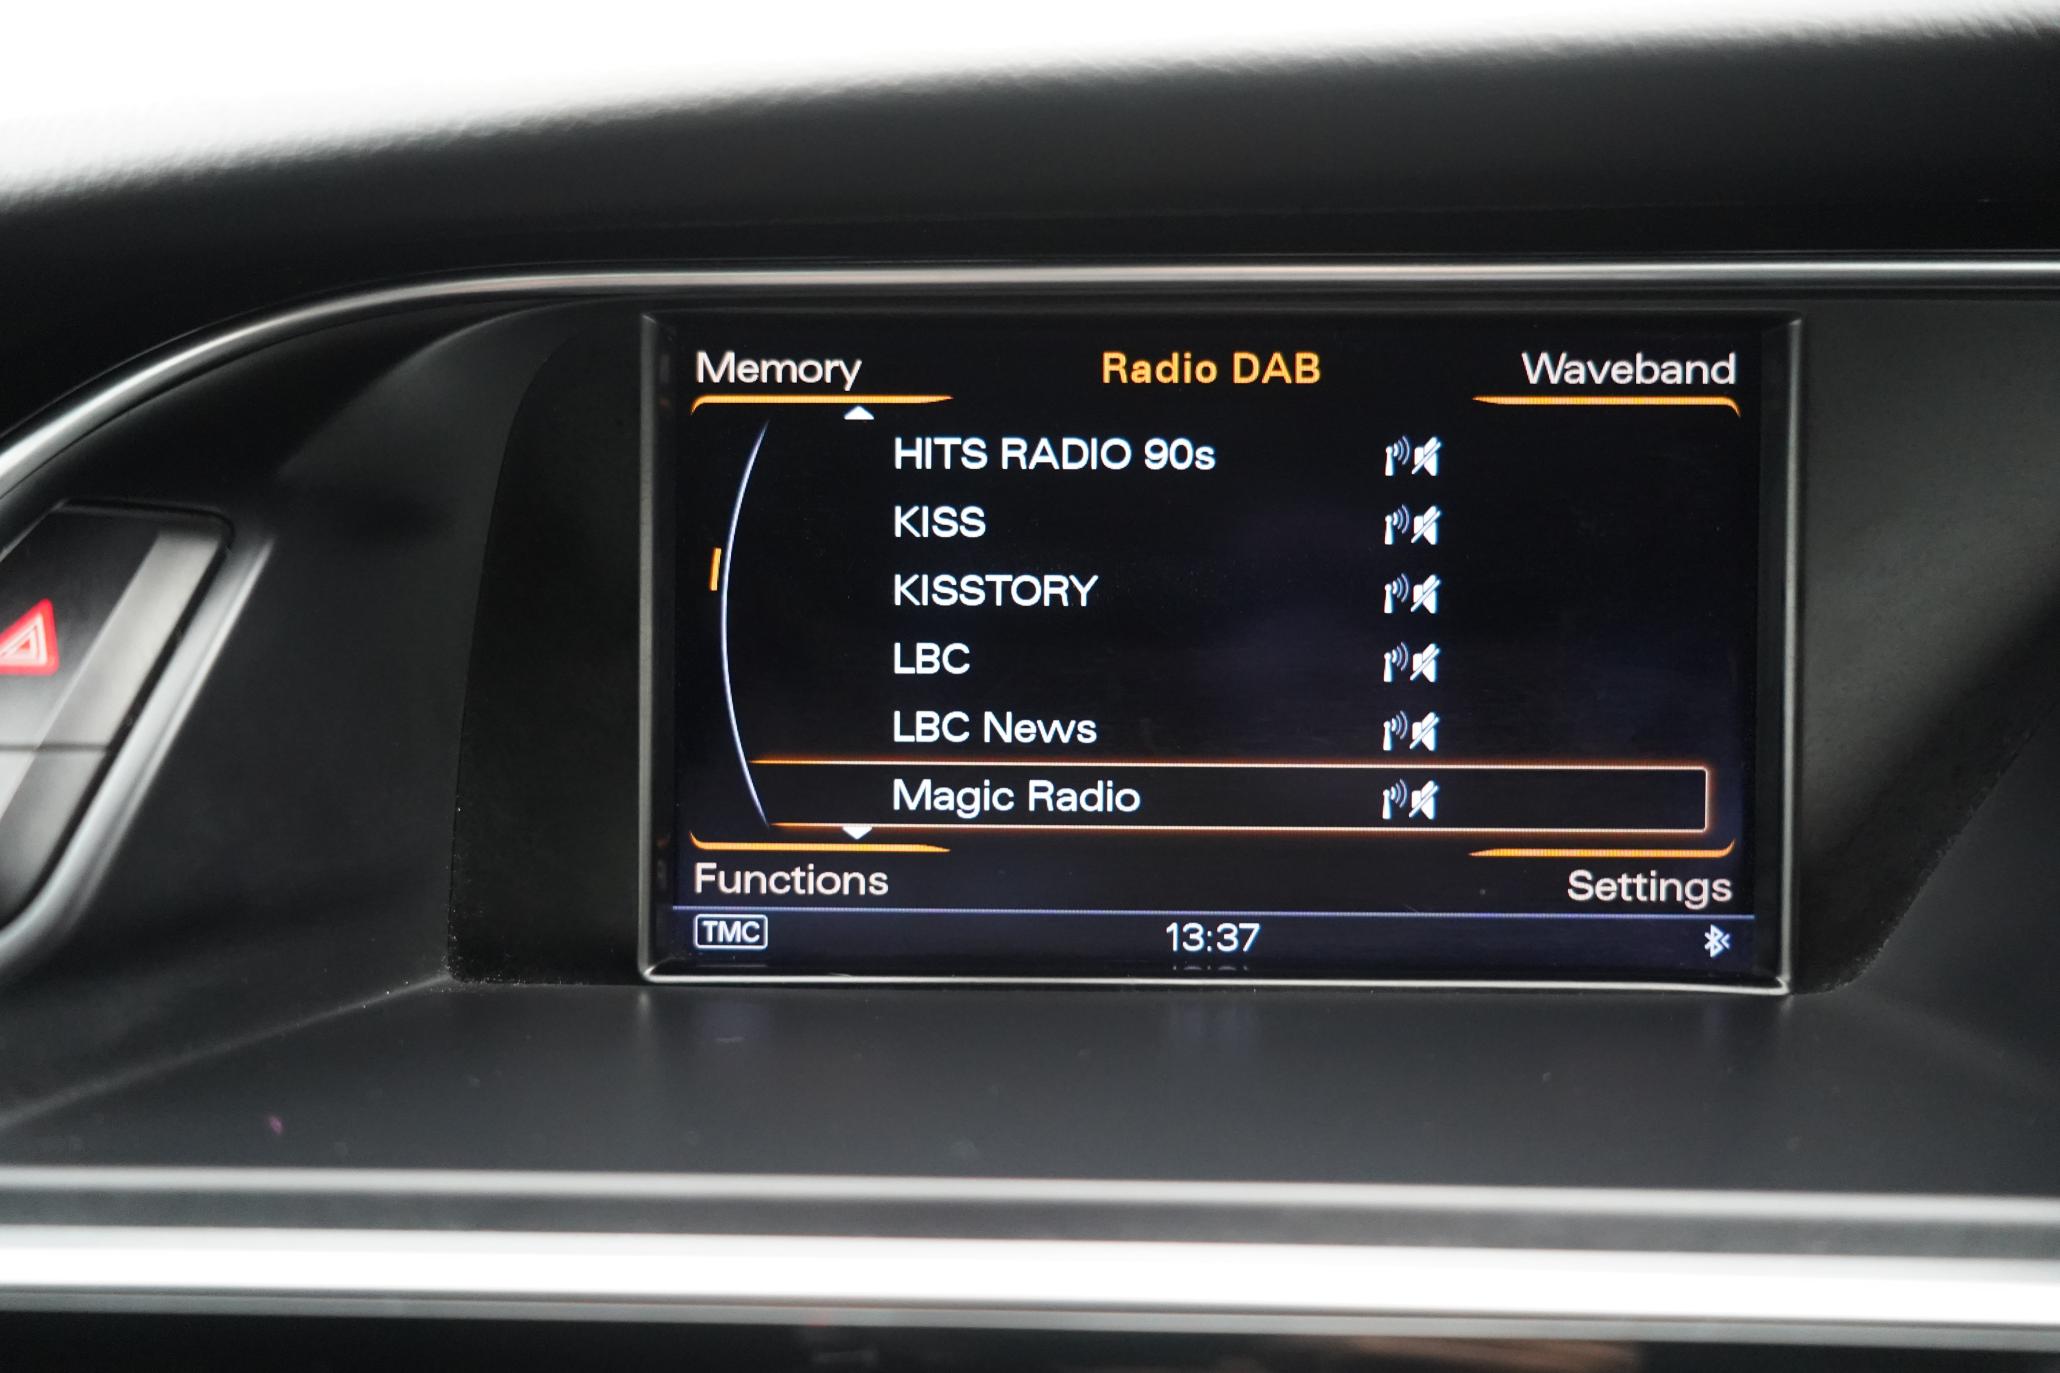 Memory Radio DAB Waveband
HITS RADIO 90s
KISS
KISSTORY
LBC
LBC News
Magic Radio
Functions Settings
TMC 13:37